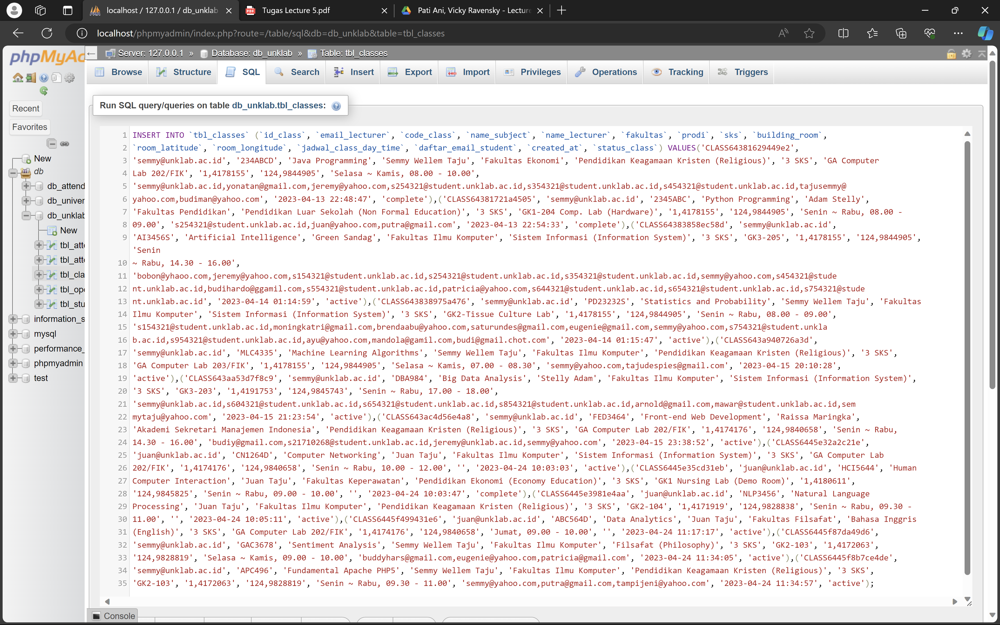 localhost / 127.0.0.1 / db_unklab
Tugas Lecture 5.pdf
Pati Ani, Vicky Ravensky - Lecture
localhost/phpmyadmin/index.php?route=/table/sql&db=db_unklab&table=tbl_classes
phpMyAd
Server: 127.0.0.1 » Database: db_unklab » Table: tbl_classes
Browse Structure SQL Search Insert Export Import Privileges Operations Tracking Triggers
Recent
Favorites
New
db
db_attend
db_univer
db_unklab
New
tbl_atte
tbl_atte
tbl_cla
tbl_ope
tbl_stu
information_s
mysql
performance_
phpmyadmin
test
Run SQL query/queries on table db_unklab.tbl_classes:
1 INSERT INTO `tbl_classes` (`id_class`, `email_lecturer`, `code_class`, `name_subject`, `name_lecturer`, `fakultas`, `prodi`, `sks`, `building_room`,
2 `room_latitude`, `room_longitude`, `jadwal_class_day_time`, `daftar_email_student`, `created_at`, `status_class`) VALUES('CLASS64381629449e2',
3 'semmy@unklab.ac.id', '234ABCD', 'Java Programming', 'Semmy Wellem Taju', 'Fakultas Ekonomi', 'Pendidikan Keagamaan Kristen (Religious)', '3 SKS', 'GA Computer
4 Lab 202/FIK', '1,4178155', '124,9844905', 'Selasa ~ Kamis, 08.00 - 10.00',
5 'semmy@unklab.ac.id,yonatan@gmail.com,jeremy@yahoo.com,s254321@student.unklab.ac.id,s354321@student.unklab.ac.id,s454321@student.unklab.ac.id,tajusemmy@
6 yahoo.com,budiman@yahoo.com', '2023-04-13 22:48:47', 'complete'),('CLASS64381721a4505', 'semmy@unklab.ac.id', '2345ABC', 'Python Programming', 'Adam Stelly',
7 'Fakultas Pendidikan', 'Pendidikan Luar Sekolah (Non Formal Education)', '3 SKS', 'GK1-204 Comp. Lab (Hardware)', '1,4178155', '124,9844905', 'Senin ~ Rabu, 08.00 -
8 09.00', 's254321@student.unklab.ac.id,juan@yahoo.com,putra@gmail.com', '2023-04-13 22:54:33', 'complete'),('CLASS64383858ec58d', 'semmy@unklab.ac.id',
9 'AI3456S', 'Artificial Intelligence', 'Green Sandag', 'Fakultas Ilmu Komputer', 'Sistem Informasi (Information System)', '3 SKS', 'GK3-205', '1,4178155', '124,9844905',
'Senin
10 ~ Rabu, 14.30 - 16.00',
11 'bobon@yhaoo.com,jeremy@yahoo.com,s154321@student.unklab.ac.id,s254321@student.unklab.ac.id,s354321@student.unklab.ac.id,semmy@yahoo.com,s454321@stude
12 nt.unklab.ac.id,budihardo@ggamil.com,s554321@student.unklab.ac.id,patricia@yahoo.com,s644321@student.unklab.ac.id,s654321@student.unklab.ac.id,s754321@stude
13 nt.unklab.ac.id', '2023-04-14 01:14:59', 'active'),('CLASS643838975a476', 'semmy@unklab.ac.id', 'PD23232S', 'Statistics and Probability', 'Semmy Wellem Taju', 'Fakultas
14 Ilmu Komputer', 'Sistem Informasi (Information System)', '3 SKS', 'GK2-Tissue Culture Lab', '1,4178155', '124,9844905', 'Senin ~ Rabu, 08.00 - 09.00',
15 's154321@student.unklab.ac.id,moningkatri@gmail.com,brendaabu@yahoo.com,saturundes@gmail.com,eugenie@gmail.com,semmy@yahoo.com,s754321@student.unkla
16 b.ac.id,s954321@student.unklab.ac.id,ayu@yahoo.com,mandola@gamil.com,budi@gmail.chot.com', '2023-04-14 01:15:47', 'active'),('CLASS643a940726a3d',
17 'semmy@unklab.ac.id', 'MLC4335', 'Machine Learning Algorithms', 'Semmy Wellem Taju', 'Fakultas Ilmu Komputer', 'Pendidikan Keagamaan Kristen (Religious)', '3 SKS',
18 'GA Computer Lab 203/FIK', '1,4178155', '124,9844905', 'Selasa ~ Kamis, 07.00 - 08.30', 'semmy@yahoo.com,tajudespies@gmail.com', '2023-04-15 20:10:28',
19 'active'),('CLASS643aa53d7f8c9', 'semmy@unklab.ac.id', 'DBA984', 'Big Data Analysis', 'Stelly Adam', 'Fakultas Ilmu Komputer', 'Sistem Informasi (Information System)',
20 '3 SKS', 'GK3-203', '1,4191753', '124,9845743', 'Senin ~ Rabu, 17.00 - 18.00',
21 'semmy@unklab.ac.id,s604321@student.unklab.ac.id,s654321@student.unklab.ac.id,s854321@student.unklab.ac.id,arnold@gmail.com,mawar@student.unklab.ac.id,sem
22 mytaju@yahoo.com', '2023-04-15 21:23:54', 'active'),('CLASS643ac4d56e4a8', 'semmy@unklab.ac.id', 'FED3464', 'Front-end Web Development', 'Raissa Maringka',
23 'Akademi Sekretari Manajemen Indonesia', 'Pendidikan Keagamaan Kristen (Religious)', '3 SKS', 'GA Computer Lab 202/FIK', '1,4174176', '124,9840658', 'Senin ~ Rabu,
24 14.30 - 16.00', 'budiy@gmail.com,s21710268@student.unklab.ac.id,jeremy@unklab.ac.id,semmy@yahoo.com', '2023-04-15 23:38:52', 'active'),('CLASS6445e32a2c21e',
25 'juan@unklab.ac.id', 'CN1264D', 'Computer Networking', 'Juan Taju', 'Fakultas Ilmu Komputer', 'Sistem Informasi (Information System)', '3 SKS', 'GA Computer Lab
26 202/FIK', '1,4174176', '124,9840658', 'Senin ~ Rabu, 10.00 - 12.00', '', '2023-04-24 10:03:03', 'active'),('CLASS6445e35cd31eb', 'juan@unklab.ac.id', 'HCI5644', 'Human
27 Computer Interaction', 'Juan Taju', 'Fakultas Keperawatan', 'Pendidikan Ekonomi (Economy Education)', '3 SKS', 'GK1 Nursing Lab (Demo Room)', '1,4180611',
28 '124,9845825', 'Senin ~ Rabu, 09.00 - 10.00', '', '2023-04-24 10:03:47', 'complete'),('CLASS6445e3981e4aa', 'juan@unklab.ac.id', 'NLP3456', 'Natural Language
29 Processing', 'Juan Taju', 'Fakultas Ilmu Komputer', 'Pendidikan Keagamaan Kristen (Religious)', '3 SKS', 'GK2-104', '1,4171919', '124,9828838', 'Senin ~ Rabu, 09.30 -
30 11.00', '', '2023-04-24 10:05:11', 'active'),('CLASS6445f499431e6', 'juan@unklab.ac.id', 'ABC564D', 'Data Analytics', 'Juan Taju', 'Fakultas Filsafat', 'Bahasa Inggris
31 (English)', '3 SKS', 'GA Computer Lab 202/FIK', '1,4174176', '124,9840658', 'Jumat, 09.00 - 10.00', '', '2023-04-24 11:17:17', 'active'),('CLASS6445f87da49d6',
32 'semmy@unklab.ac.id', 'GAC3678', 'Sentiment Analysis', 'Semmy Wellem Taju', 'Fakultas Ilmu Komputer', 'Filsafat (Philosophy)', '3 SKS', 'GK2-103', '1,4172063',
33 '124,9828819', 'Selasa ~ Kamis, 09.00 - 10.00', 'buddyhars@gmail.com,eugenie@yahoo.com,patricia@gmail.com', '2023-04-24 11:34:05', 'active'),('CLASS6445f8b7ce4de',
34 'semmy@unklab.ac.id', 'APC496', 'Fundamental Apache PHP5', 'Semmy Wellem Taju', 'Fakultas Ilmu Komputer', 'Pendidikan Keagamaan Kristen (Religious)', '3 SKS',
35 'GK2-103', '1,4172063', '124,9828819', 'Senin ~ Rabu, 09.30 - 11.00', 'semmy@yahoo.com,putra@gmail.com,tampijeni@yahoo.com', '2023-04-24 11:34:57', 'active');
Console